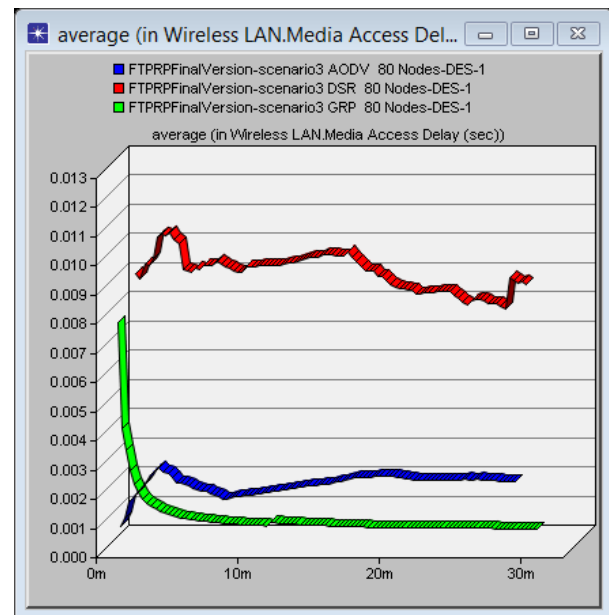 average (in Wireless LAN.Media Access Del...
FTPRPFinalVersion-scenario3 AODV 80 Nodes-DES-1
FTPRPFinalVersion-scenario3 DSR 80 Nodes-DES-1
FTPRPFinalVersion-scenario3 GRP 80 Nodes-DES-1
average (in Wireless LAN.Media Access Delay (sec))
0.013
0.012
0.011
0.010
0.009
0.008
0.007
0.006
0.005
0.004
0.003
0.002
0.001
0.000
0m 10m 20m 30m